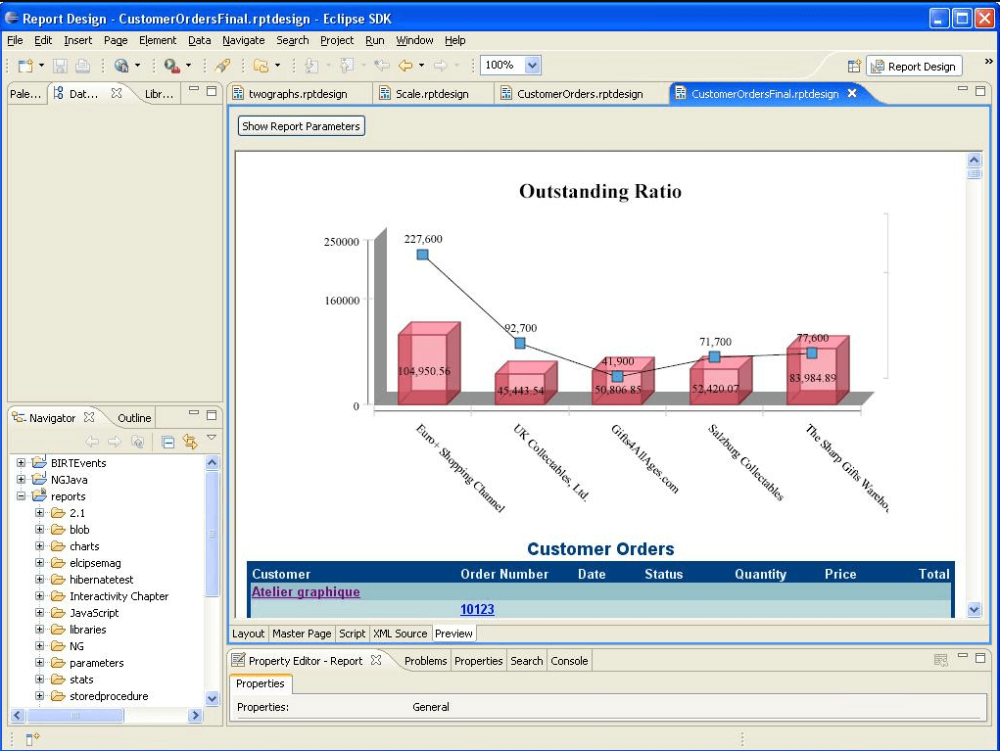 Report Design - CustomerOrdersFinal.rptdesign - Eclipse SDK
File Edit Insert Page Element Data Navigate Search Project Run Window Help
100%
Report Design
Pale... Dat... Libr...
twographs.rptdesign Scale.rptdesign CustomerOrders.rptdesign CustomerOrdersFinal.rptdesign
Show Report Parameters
Outstanding Ratio
250000
160000
0
227,600
92,700
41,900
71,700
77,600
104,950.56
45,443.54
50,806.85
52,420.07
83,984.89
Euro+ Shopping Channel
UK Collectables, Ltd.
Gifts4AllAges.com
Salzburg Collectables
The Sharp Gifts Wareho
Customer Orders
Customer Order Number Date Status Quantity Price Total
Atelier graphique
10123
Layout Master Page Script XML Source Preview
Navigator Outline
BIRTEvents
NGJava
reports
2.1
blob
charts
elcipsemag
hibernatetest
Interactivity Chapter
JavaScript
libraries
NG
parameters
stats
storedprocedure
Property Editor - Report Problems Properties Search Console
Properties
Properties: General